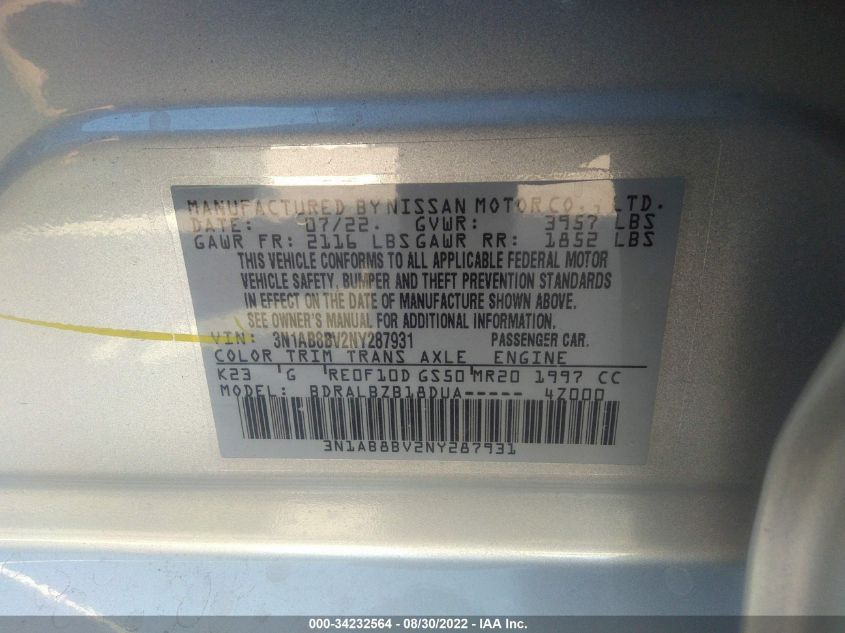 MANUFACTURED BY NISSAN MOTOR CO., LTD.
DATE: 07/22. GVWR: 3957 LBS
GAWR FR: 2116 LBS GAWR RR: 1852 LBS
THIS VEHICLE CONFORMS TO ALL APPLICABLE FEDERAL MOTOR
VEHICLE SAFETY, BUMPER AND THEFT PREVENTION STANDARDS
IN EFFECT ON THE DATE OF MANUFACTURE SHOWN ABOVE.
SEE OWNER'S MANUAL FOR ADDITIONAL INFORMATION.
VIN: 3N1AB8BV2NY287931 PASSENGER CAR.
COLOR TRIM TRANS AXLE ENGINE
K23 G RE0F10D GS50 MR20 1997 CC
MODEL: BDRALBZB18DUA----- 4Z000
3N1AB8BV2NY287931
000-34232564 - 08/30/2022 - IAA Inc.